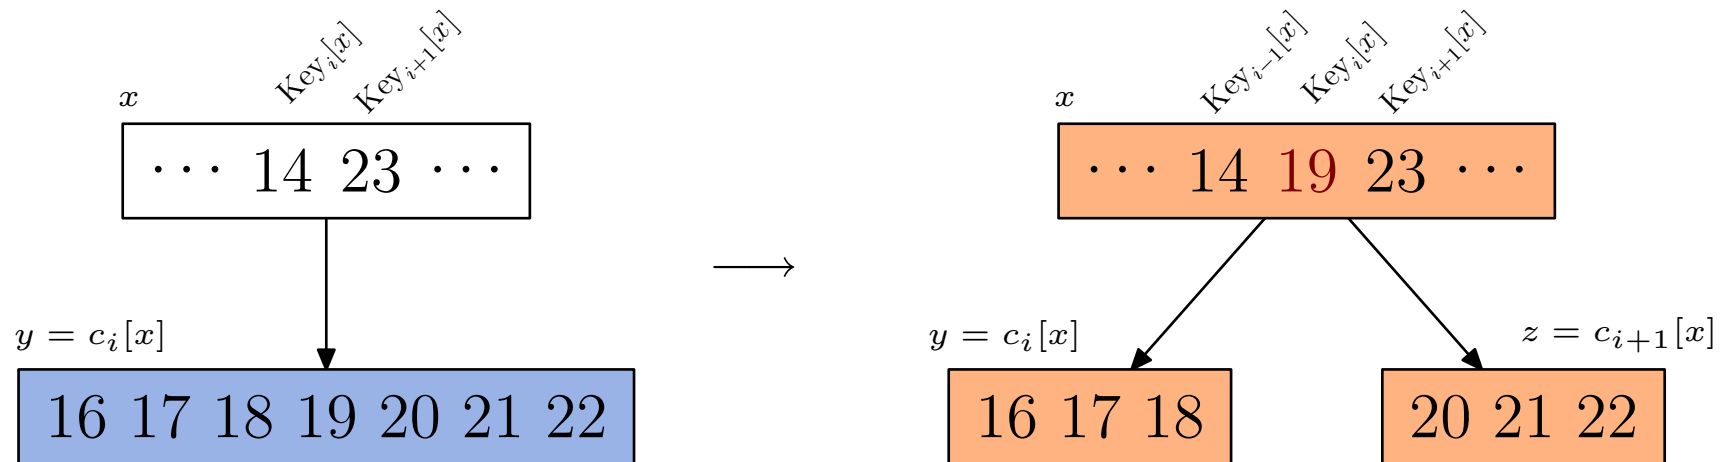 Key_i[x] Key_{i+1}[x] Key_{i−1}[x] Key_i[x] Key_{i+1}[x]
x x
··· 14 23 ··· ··· 14 19 23 ···
⟶
y = c_i[x] y = c_i[x] z = c_{i+1}[x]
16 17 18 19 20 21 22 16 17 18 20 21 22